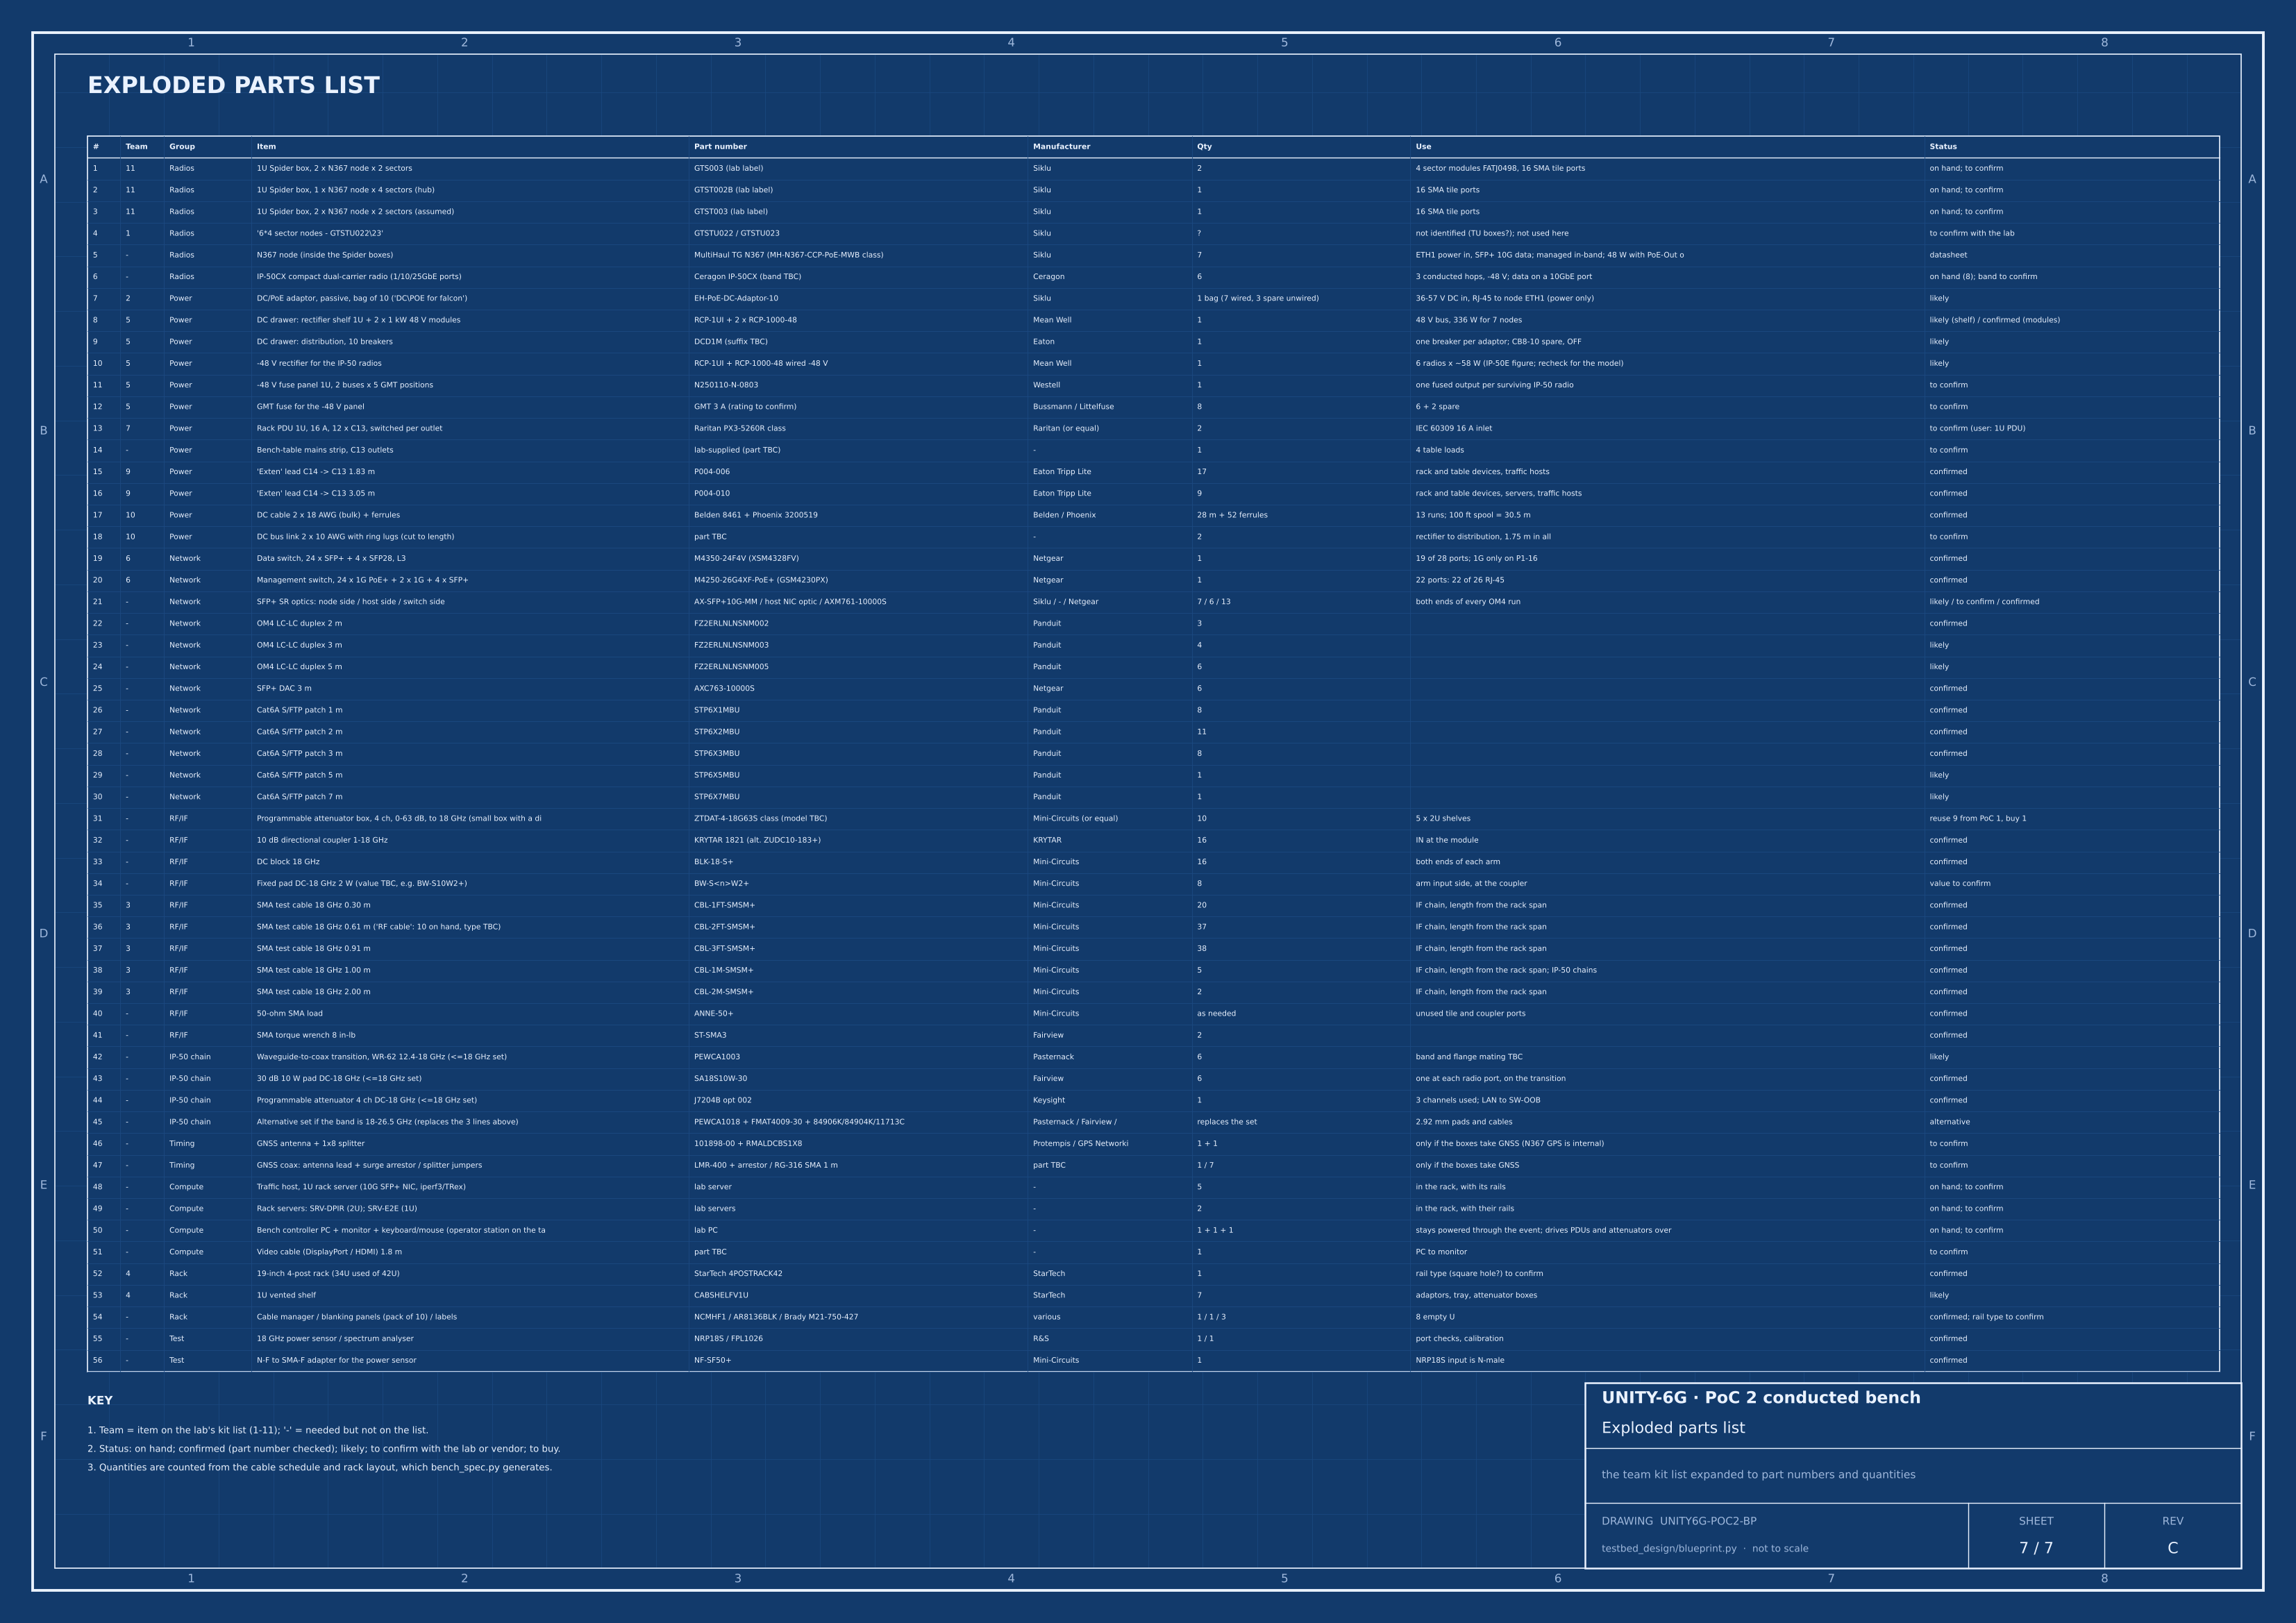 1 2 3 4 5 6 7 8
EXPLODED PARTS LIST
# Team Group Item Part number Manufacturer Qty Use Status
1 11 Radios 1U Spider box, 2 x N367 node x 2 sectors GTS003 (lab label) Siklu 2 4 sector modules FATJ0498, 16 SMA tile ports on hand; to confirm
A A
2 11 Radios 1U Spider box, 1 x N367 node x 4 sectors (hub) GTST002B (lab label) Siklu 1 16 SMA tile ports on hand; to confirm
3 11 Radios 1U Spider box, 2 x N367 node x 2 sectors (assumed) GTST003 (lab label) Siklu 1 16 SMA tile ports on hand; to confirm
4 1 Radios '6*4 sector nodes - GTSTU022\23' GTSTU022 / GTSTU023 Siklu ? not identified (TU boxes?); not used here to confirm with the lab
5 - Radios N367 node (inside the Spider boxes) MultiHaul TG N367 (MH-N367-CCP-PoE-MWB class) Siklu 7 ETH1 power in, SFP+ 10G data; managed in-band; 48 W with PoE-Out o datasheet
6 - Radios IP-50CX compact dual-carrier radio (1/10/25GbE ports) Ceragon IP-50CX (band TBC) Ceragon 6 3 conducted hops, -48 V; data on a 10GbE port on hand (8); band to confirm
7 2 Power DC/PoE adaptor, passive, bag of 10 ('DC\POE for falcon') EH-PoE-DC-Adaptor-10 Siklu 1 bag (7 wired, 3 spare unwired) 36-57 V DC in, RJ-45 to node ETH1 (power only) likely
8 5 Power DC drawer: rectifier shelf 1U + 2 x 1 kW 48 V modules RCP-1UI + 2 x RCP-1000-48 Mean Well 1 48 V bus, 336 W for 7 nodes likely (shelf) / confirmed (modules)
9 5 Power DC drawer: distribution, 10 breakers DCD1M (suffix TBC) Eaton 1 one breaker per adaptor; CB8-10 spare, OFF likely
10 5 Power -48 V rectifier for the IP-50 radios RCP-1UI + RCP-1000-48 wired -48 V Mean Well 1 6 radios x ~58 W (IP-50E figure; recheck for the model) likely
11 5 Power -48 V fuse panel 1U, 2 buses x 5 GMT positions N250110-N-0803 Westell 1 one fused output per surviving IP-50 radio to confirm
12 5 Power GMT fuse for the -48 V panel GMT 3 A (rating to confirm) Bussmann / Littelfuse 8 6 + 2 spare to confirm
13 7 Power Rack PDU 1U, 16 A, 12 x C13, switched per outlet Raritan PX3-5260R class Raritan (or equal) 2 IEC 60309 16 A inlet to confirm (user: 1U PDU)
B B
14 - Power Bench-table mains strip, C13 outlets lab-supplied (part TBC) - 1 4 table loads to confirm
15 9 Power 'Exten' lead C14 -> C13 1.83 m P004-006 Eaton Tripp Lite 17 rack and table devices, traffic hosts confirmed
16 9 Power 'Exten' lead C14 -> C13 3.05 m P004-010 Eaton Tripp Lite 9 rack and table devices, servers, traffic hosts confirmed
17 10 Power DC cable 2 x 18 AWG (bulk) + ferrules Belden 8461 + Phoenix 3200519 Belden / Phoenix 28 m + 52 ferrules 13 runs; 100 ft spool = 30.5 m confirmed
18 10 Power DC bus link 2 x 10 AWG with ring lugs (cut to length) part TBC - 2 rectifier to distribution, 1.75 m in all to confirm
19 6 Network Data switch, 24 x SFP+ + 4 x SFP28, L3 M4350-24F4V (XSM4328FV) Netgear 1 19 of 28 ports; 1G only on P1-16 confirmed
20 6 Network Management switch, 24 x 1G PoE+ + 2 x 1G + 4 x SFP+ M4250-26G4XF-PoE+ (GSM4230PX) Netgear 1 22 ports: 22 of 26 RJ-45 confirmed
21 - Network SFP+ SR optics: node side / host side / switch side AX-SFP+10G-MM / host NIC optic / AXM761-10000S Siklu / - / Netgear 7 / 6 / 13 both ends of every OM4 run likely / to confirm / confirmed
22 - Network OM4 LC-LC duplex 2 m FZ2ERLNLNSNM002 Panduit 3 confirmed
23 - Network OM4 LC-LC duplex 3 m FZ2ERLNLNSNM003 Panduit 4 likely
24 - Network OM4 LC-LC duplex 5 m FZ2ERLNLNSNM005 Panduit 6 likely
C C
25 - Network SFP+ DAC 3 m AXC763-10000S Netgear 6 confirmed
26 - Network Cat6A S/FTP patch 1 m STP6X1MBU Panduit 8 confirmed
27 - Network Cat6A S/FTP patch 2 m STP6X2MBU Panduit 11 confirmed
28 - Network Cat6A S/FTP patch 3 m STP6X3MBU Panduit 8 confirmed
29 - Network Cat6A S/FTP patch 5 m STP6X5MBU Panduit 1 likely
30 - Network Cat6A S/FTP patch 7 m STP6X7MBU Panduit 1 likely
31 - RF/IF Programmable attenuator box, 4 ch, 0-63 dB, to 18 GHz (small box with a di ZTDAT-4-18G63S class (model TBC) Mini-Circuits (or equal) 10 5 x 2U shelves reuse 9 from PoC 1, buy 1
32 - RF/IF 10 dB directional coupler 1-18 GHz KRYTAR 1821 (alt. ZUDC10-183+) KRYTAR 16 IN at the module confirmed
33 - RF/IF DC block 18 GHz BLK-18-S+ Mini-Circuits 16 both ends of each arm confirmed
34 - RF/IF Fixed pad DC-18 GHz 2 W (value TBC, e.g. BW-S10W2+) BW-S<n>W2+ Mini-Circuits 8 arm input side, at the coupler value to confirm
35 3 RF/IF SMA test cable 18 GHz 0.30 m CBL-1FT-SMSM+ Mini-Circuits 20 IF chain, length from the rack span confirmed
36 3 RF/IF SMA test cable 18 GHz 0.61 m ('RF cable': 10 on hand, type TBC) CBL-2FT-SMSM+ Mini-Circuits 37 IF chain, length from the rack span confirmed
D D
37 3 RF/IF SMA test cable 18 GHz 0.91 m CBL-3FT-SMSM+ Mini-Circuits 38 IF chain, length from the rack span confirmed
38 3 RF/IF SMA test cable 18 GHz 1.00 m CBL-1M-SMSM+ Mini-Circuits 5 IF chain, length from the rack span; IP-50 chains confirmed
39 3 RF/IF SMA test cable 18 GHz 2.00 m CBL-2M-SMSM+ Mini-Circuits 2 IF chain, length from the rack span confirmed
40 - RF/IF 50-ohm SMA load ANNE-50+ Mini-Circuits as needed unused tile and coupler ports confirmed
41 - RF/IF SMA torque wrench 8 in-lb ST-SMA3 Fairview 2 confirmed
42 - IP-50 chain Waveguide-to-coax transition, WR-62 12.4-18 GHz (<=18 GHz set) PEWCA1003 Pasternack 6 band and flange mating TBC likely
43 - IP-50 chain 30 dB 10 W pad DC-18 GHz (<=18 GHz set) SA18S10W-30 Fairview 6 one at each radio port, on the transition confirmed
44 - IP-50 chain Programmable attenuator 4 ch DC-18 GHz (<=18 GHz set) J7204B opt 002 Keysight 1 3 channels used; LAN to SW-OOB confirmed
45 - IP-50 chain Alternative set if the band is 18-26.5 GHz (replaces the 3 lines above) PEWCA1018 + FMAT4009-30 + 84906K/84904K/11713C Pasternack / Fairview / replaces the set 2.92 mm pads and cables alternative
46 - Timing GNSS antenna + 1x8 splitter 101898-00 + RMALDCBS1X8 Protempis / GPS Networki 1 + 1 only if the boxes take GNSS (N367 GPS is internal) to confirm
47 - Timing GNSS coax: antenna lead + surge arrestor / splitter jumpers LMR-400 + arrestor / RG-316 SMA 1 m part TBC 1 / 7 only if the boxes take GNSS to confirm
E E
48 - Compute Traffic host, 1U rack server (10G SFP+ NIC, iperf3/TRex) lab server - 5 in the rack, with its rails on hand; to confirm
49 - Compute Rack servers: SRV-DPIR (2U); SRV-E2E (1U) lab servers - 2 in the rack, with their rails on hand; to confirm
50 - Compute Bench controller PC + monitor + keyboard/mouse (operator station on the ta lab PC - 1 + 1 + 1 stays powered through the event; drives PDUs and attenuators over on hand; to confirm
51 - Compute Video cable (DisplayPort / HDMI) 1.8 m part TBC - 1 PC to monitor to confirm
52 4 Rack 19-inch 4-post rack (34U used of 42U) StarTech 4POSTRACK42 StarTech 1 rail type (square hole?) to confirm confirmed
53 4 Rack 1U vented shelf CABSHELFV1U StarTech 7 adaptors, tray, attenuator boxes likely
54 - Rack Cable manager / blanking panels (pack of 10) / labels NCMHF1 / AR8136BLK / Brady M21-750-427 various 1 / 1 / 3 8 empty U confirmed; rail type to confirm
55 - Test 18 GHz power sensor / spectrum analyser NRP18S / FPL1026 R&S 1 / 1 port checks, calibration confirmed
56 - Test N-F to SMA-F adapter for the power sensor NF-SF50+ Mini-Circuits 1 NRP18S input is N-male confirmed
KEY
1. Team = item on the lab's kit list (1-11); '-' = needed but not on the list.
2. Status: on hand; confirmed (part number checked); likely; to confirm with the lab or vendor; to buy.
3. Quantities are counted from the cable schedule and rack layout, which bench_spec.py generates.
F F
UNITY-6G · PoC 2 conducted bench
Exploded parts list
the team kit list expanded to part numbers and quantities
DRAWING UNITY6G-POC2-BP SHEET REV
testbed_design/blueprint.py · not to scale 7 / 7 C
1 2 3 4 5 6 7 8